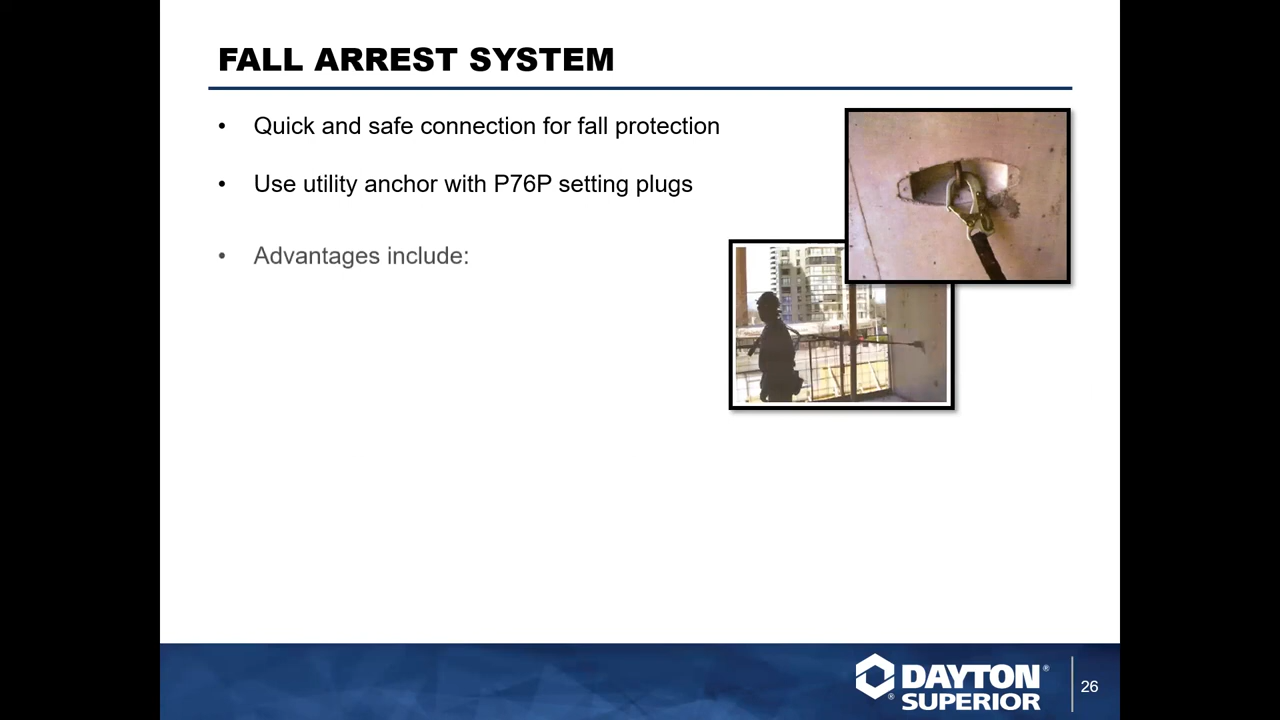 FALL ARREST SYSTEM
• Quick and safe connection for fall protection
• Use utility anchor with P76P setting plugs
• Advantages include:
DAYTON®
®SUPERIOR
26